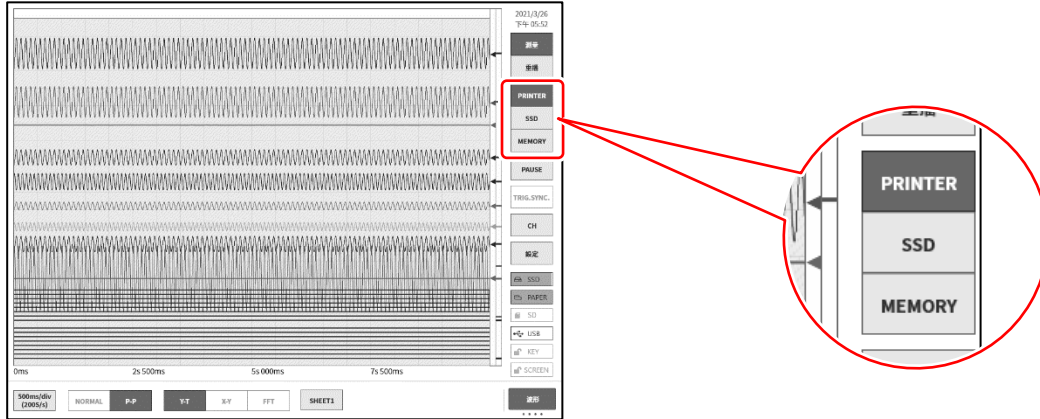 2021/3/26
下午 05:52
測量
重播
PRINTER
SSD
MEMORY
PAUSE
TRIG.SYNC.
CH
設定
SSD
PAPER
SD
USB
KEY
SCREEN
0ms
2s 500ms
5s 000ms
7s 500ms
500ms/div
(200S/s)
NORMAL
P-P
Y-T
X-Y
FFT
SHEET1
波形
PRINTER
SSD
MEMORY